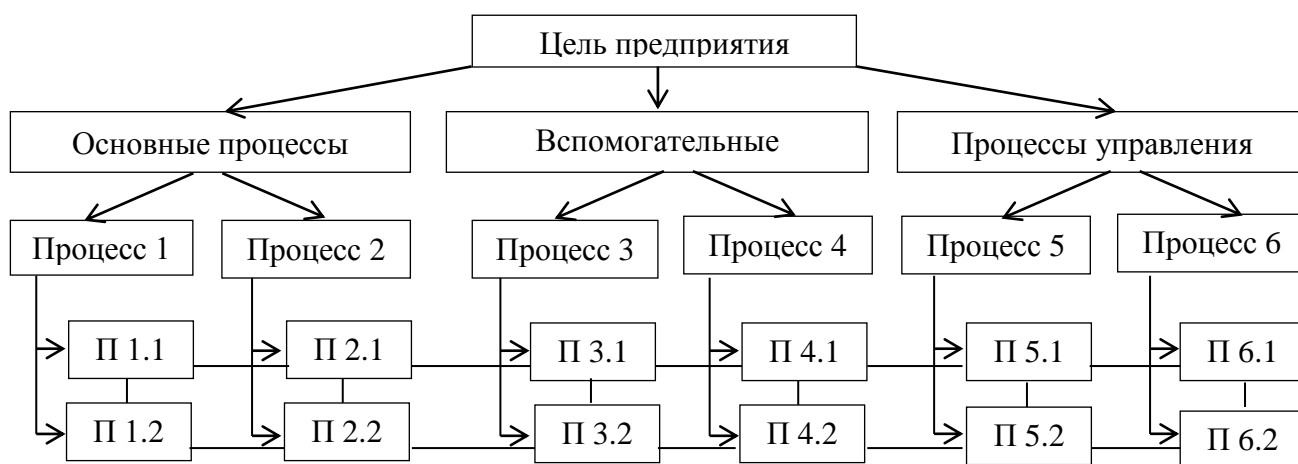 Цель предприятия
Основные процессы
Вспомогательные
Процессы управления
Процесс 1
Процесс 2
Процесс 3
Процесс 4
Процесс 5
Процесс 6
П 1.1
П 2.1
П 3.1
П 4.1
П 5.1
П 6.1
П 1.2
П 2.2
П 3.2
П 4.2
П 5.2
П 6.2